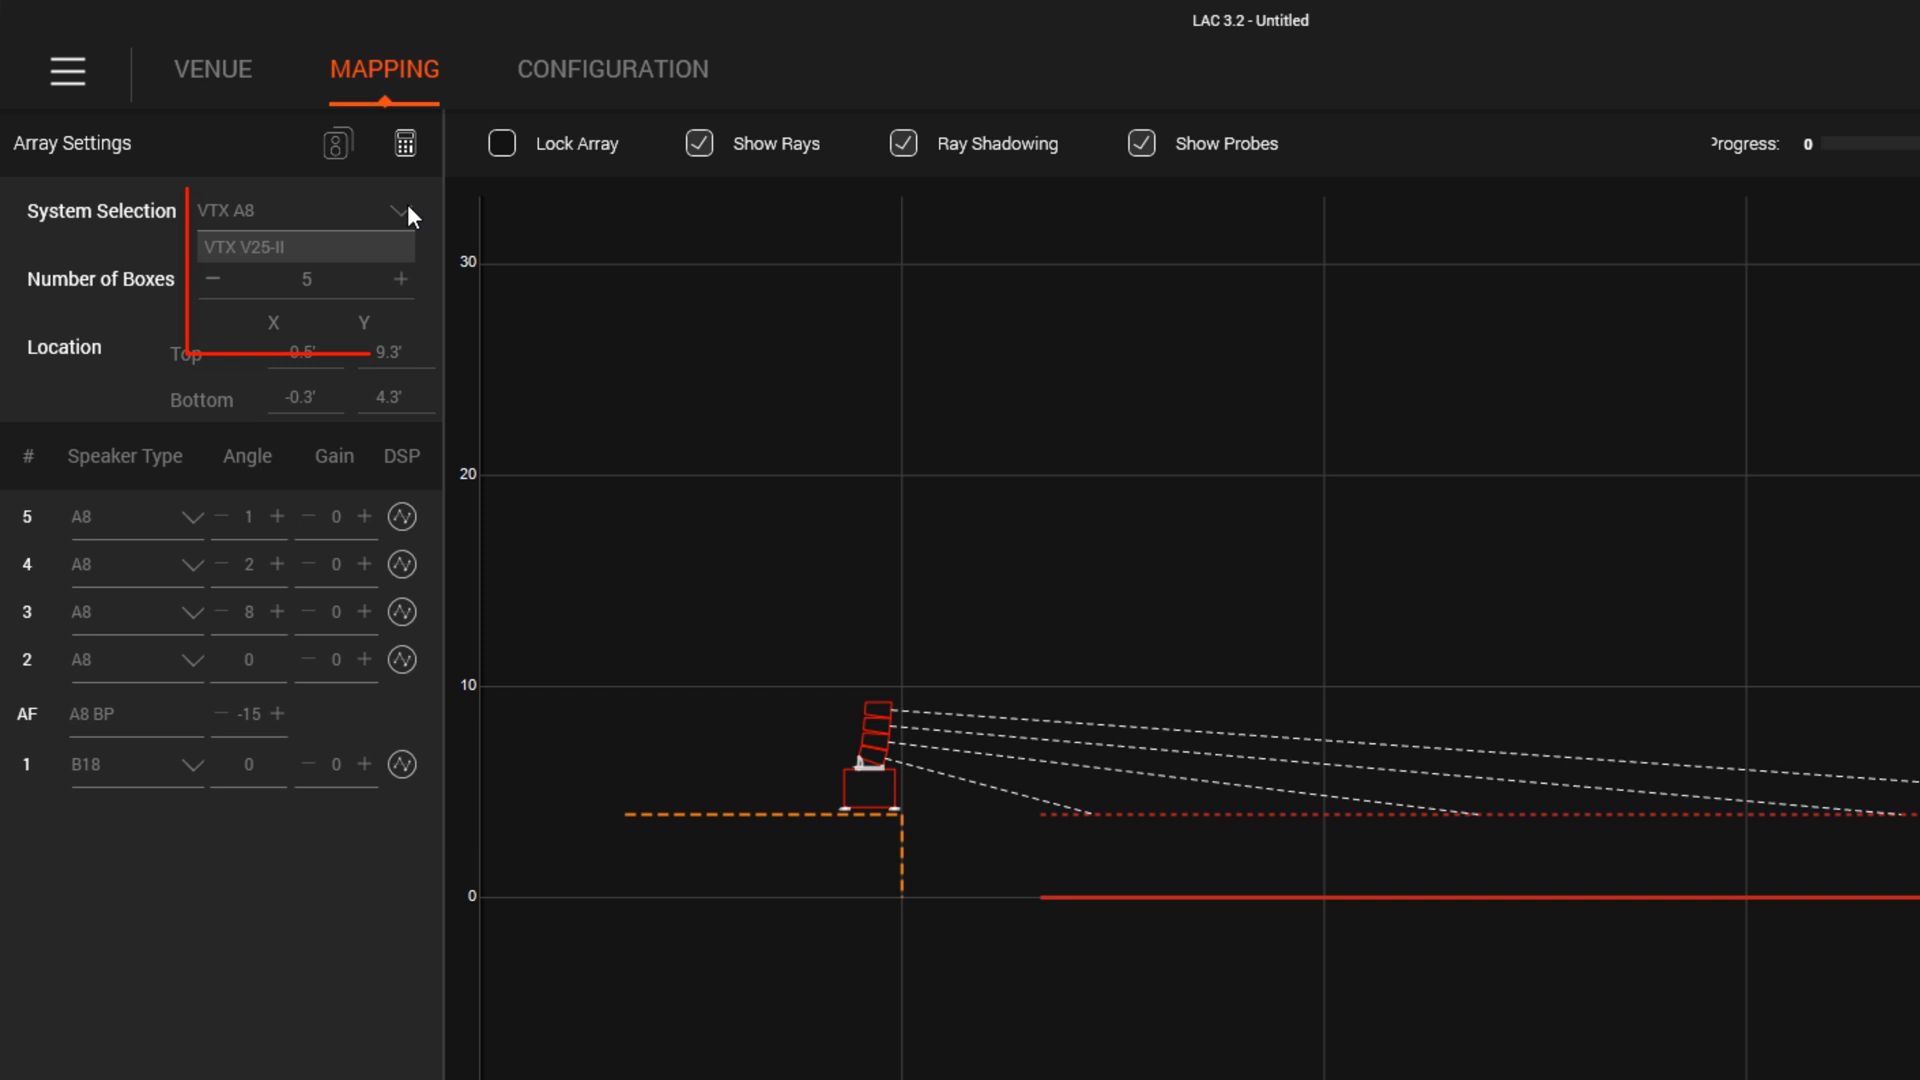 LAC 3.2 - Untitled
VENUE MAPPING CONFIGURATION
Array Settings
Lock Array Show Rays Ray Shadowing Show Probes Progress: 0
System Selection VTX A8
VTX V25-II
Number of Boxes − 5 +
X Y
Location Top 0.5' 9.3'
Bottom -0.3' 4.3'
# Speaker Type Angle Gain DSP
5 A8 − 1 + − 0 +
4 A8 − 2 + − 0 +
3 A8 − 8 + − 0 +
2 A8 0 − 0 +
AF A8 BP − -15 +
1 B18 0 − 0 +
30
20
10
0